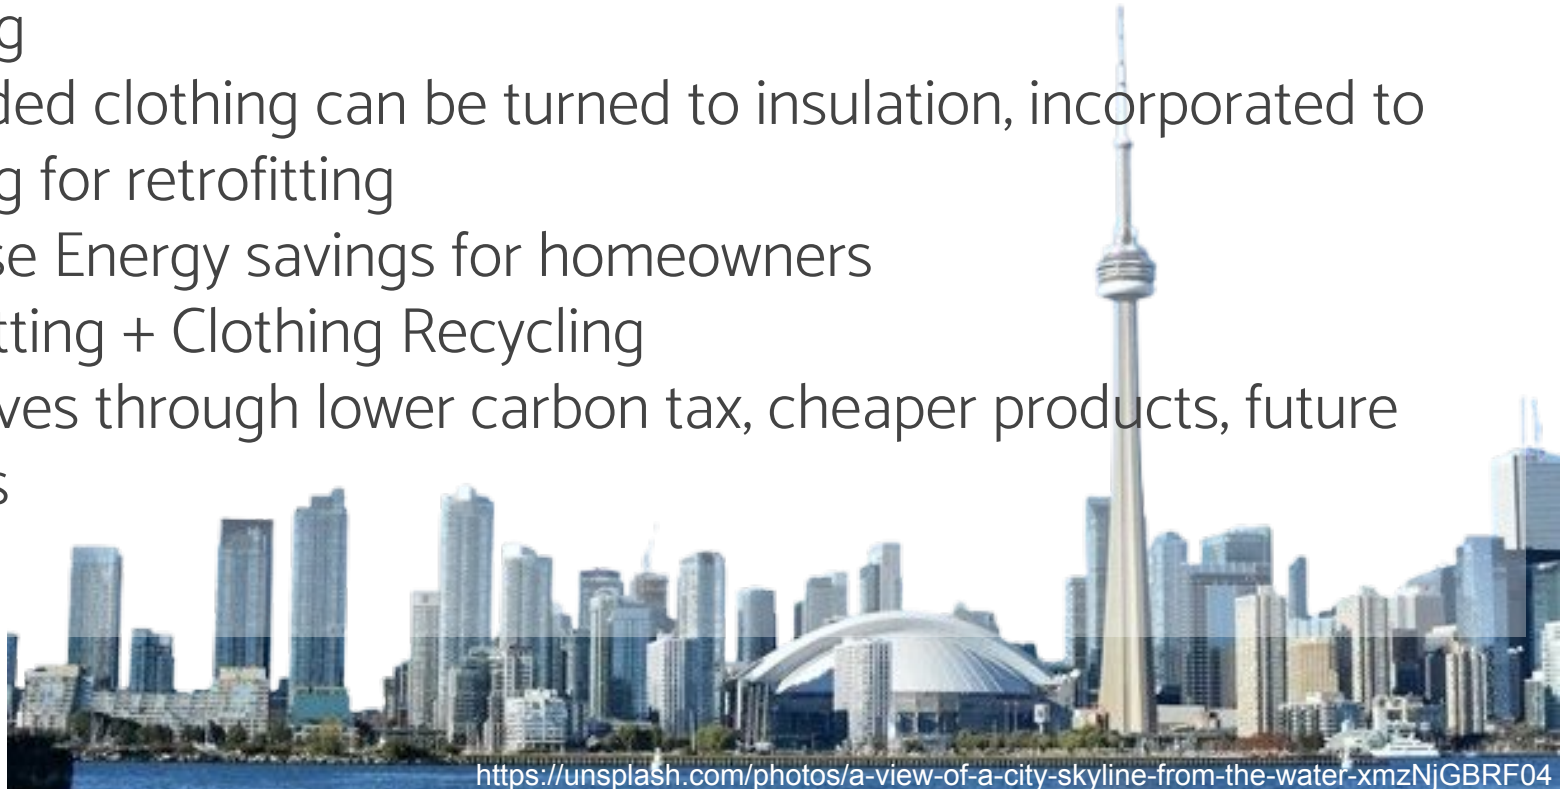 g
ded clothing can be turned to insulation, incorporated to
g for retrofitting
se Energy savings for homeowners
tting + Clothing Recycling
ves through lower carbon tax, cheaper products, future
s
https://unsplash.com/photos/a-view-of-a-city-skyline-from-the-water-xmzNjGBRF04